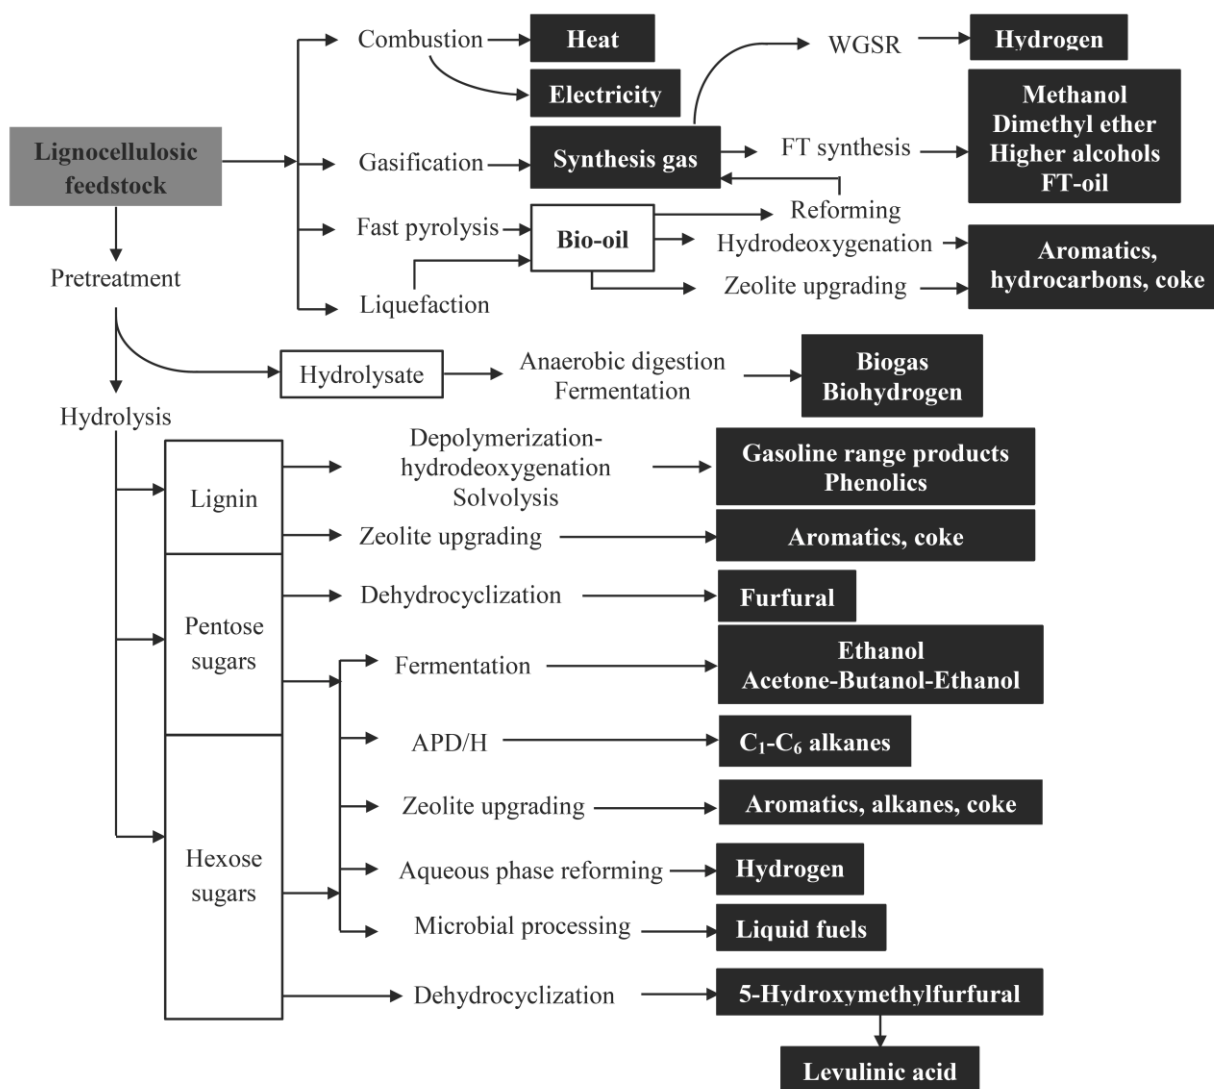 Combustion
Heat
WGSR
Hydrogen
Electricity
Lignocellulosic
feedstock
Gasification
Synthesis gas
FT synthesis
Methanol
Dimethyl ether
Higher alcohols
FT-oil
Fast pyrolysis
Bio-oil
Reforming
Hydrodeoxygenation
Zeolite upgrading
Aromatics,
hydrocarbons, coke
Liquefaction
Pretreatment
Hydrolysate
Anaerobic digestion
Fermentation
Biogas
Biohydrogen
Hydrolysis
Lignin
Depolymerization-
hydrodeoxygenation
Solvolysis
Gasoline range products
Phenolics
Zeolite upgrading
Aromatics, coke
Pentose
sugars
Dehydrocyclization
Furfural
Fermentation
Ethanol
Acetone-Butanol-Ethanol
APD/H
C₁-C₆ alkanes
Zeolite upgrading
Aromatics, alkanes, coke
Hexose
sugars
Aqueous phase reforming
Hydrogen
Microbial processing
Liquid fuels
Dehydrocyclization
5-Hydroxymethylfurfural
Levulinic acid